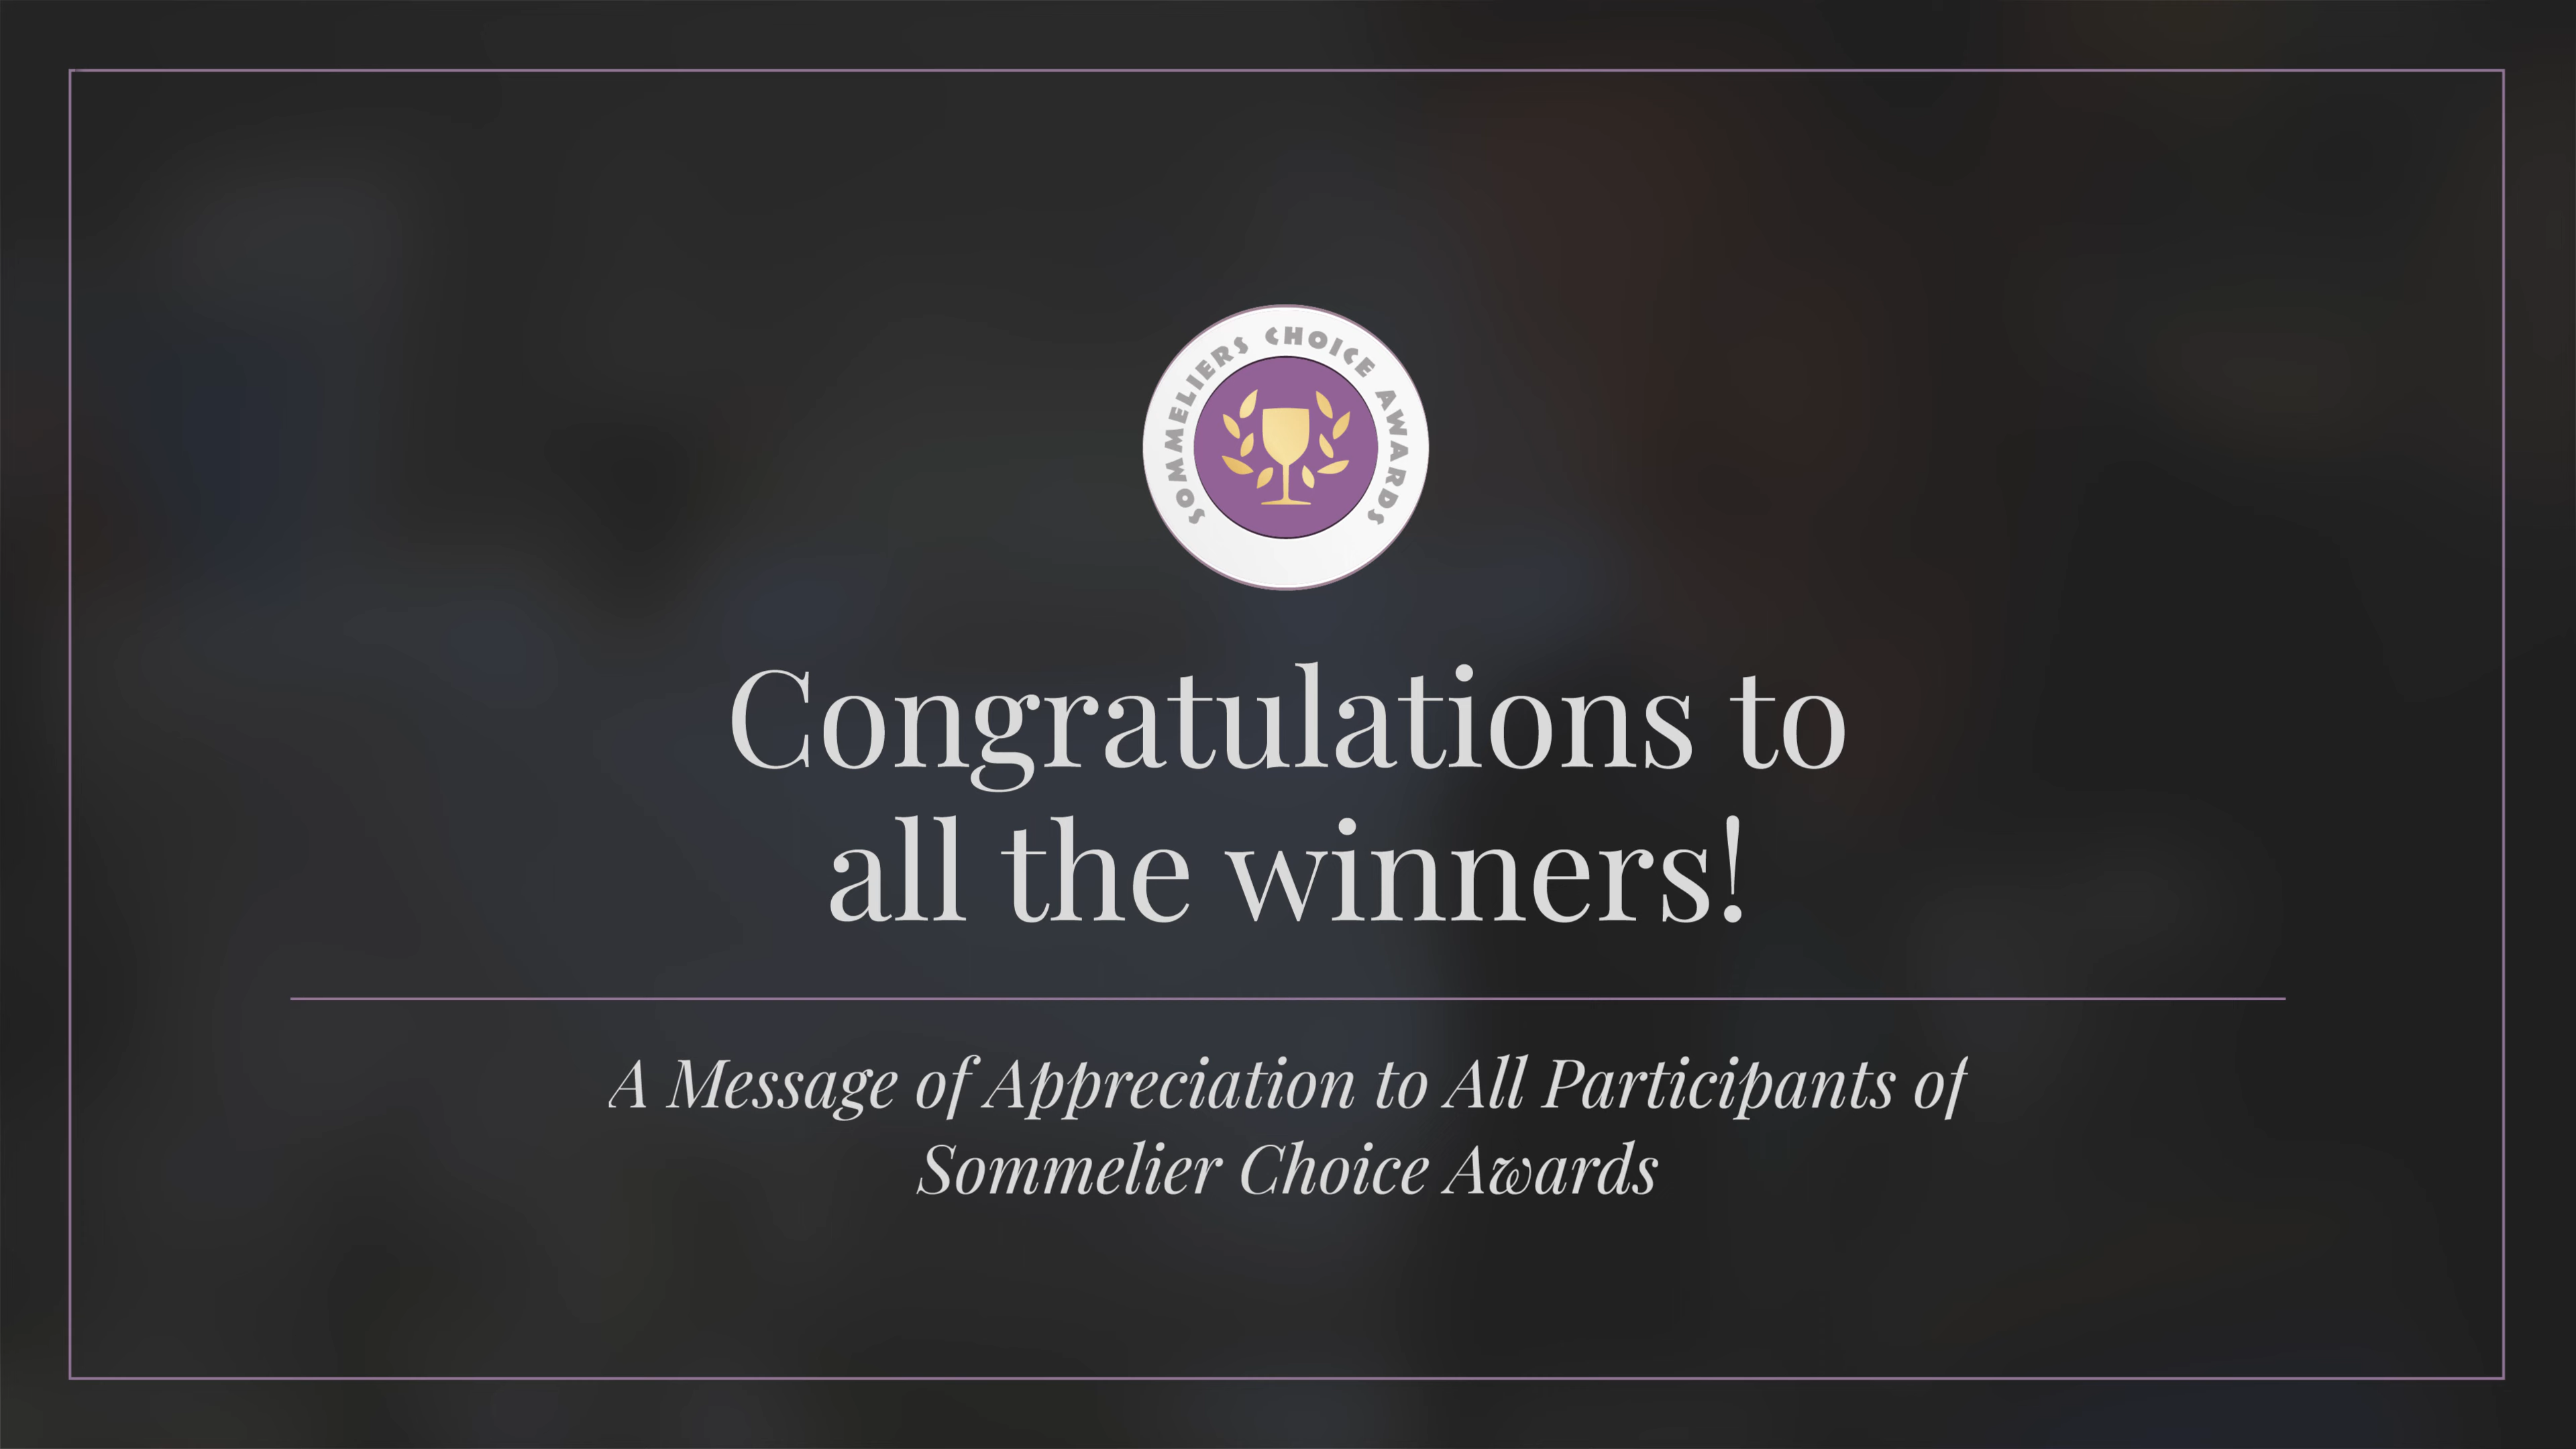 SOMMELIERS CHOICE AWARDS
Congratulations to
all the winners!
A Message of Appreciation to All Participants of
Sommelier Choice Awards